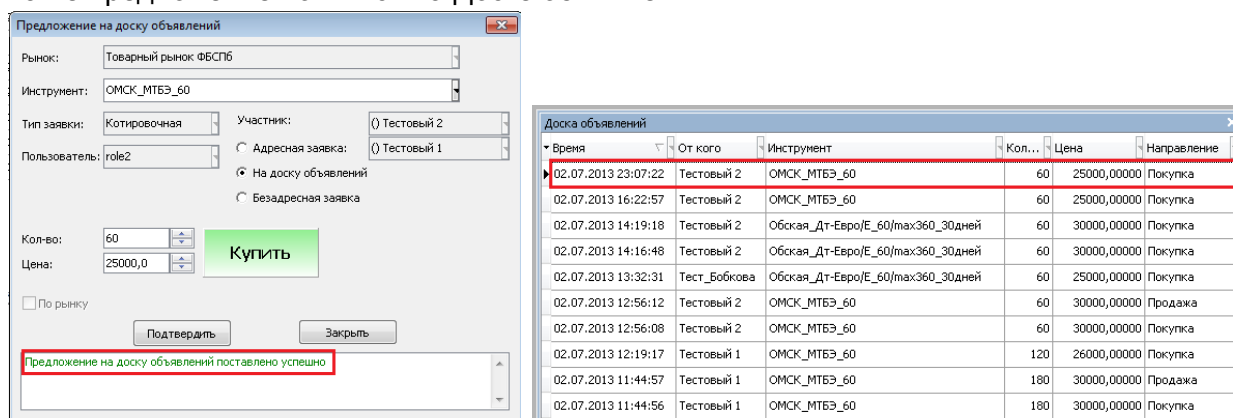 Предложение на доску объявлений
Рынок: Товарный рынок ФБСПб
Инструмент: ОМСК_МТБЭ_60
Тип заявки: Котировочная Участник: () Тестовый 2
Пользователь: role2 Адресная заявка: () Тестовый 1
На доску объявлений
Безадресная заявка
Кол-во: 60
Цена: 25000,0
Купить
По рынку
Подтвердить Закрыть
Предложение на доску объявлений поставлено успешно
Доска объявлений
Время От кого Инструмент Кол... Цена Направление
02.07.2013 23:07:22 Тестовый 2 ОМСК_МТБЭ_60 60 25000,00000 Покупка
02.07.2013 16:22:57 Тестовый 2 ОМСК_МТБЭ_60 60 25000,00000 Покупка
02.07.2013 14:19:18 Тестовый 2 Обская_Дт-Евро/Е_60/max360_30дней 60 30000,00000 Покупка
02.07.2013 14:16:48 Тестовый 2 Обская_Дт-Евро/Е_60/max360_30дней 60 30000,00000 Покупка
02.07.2013 13:32:31 Тест_Бобкова Обская_Дт-Евро/Е_60/max360_30дней 60 25000,00000 Покупка
02.07.2013 12:56:12 Тестовый 2 ОМСК_МТБЭ_60 60 30000,00000 Продажа
02.07.2013 12:56:08 Тестовый 2 ОМСК_МТБЭ_60 60 30000,00000 Покупка
02.07.2013 12:19:17 Тестовый 1 ОМСК_МТБЭ_60 120 26000,00000 Покупка
02.07.2013 11:44:57 Тестовый 1 ОМСК_МТБЭ_60 180 30000,00000 Продажа
02.07.2013 11:44:56 Тестовый 1 ОМСК_МТБЭ_60 180 30000,00000 Покупка